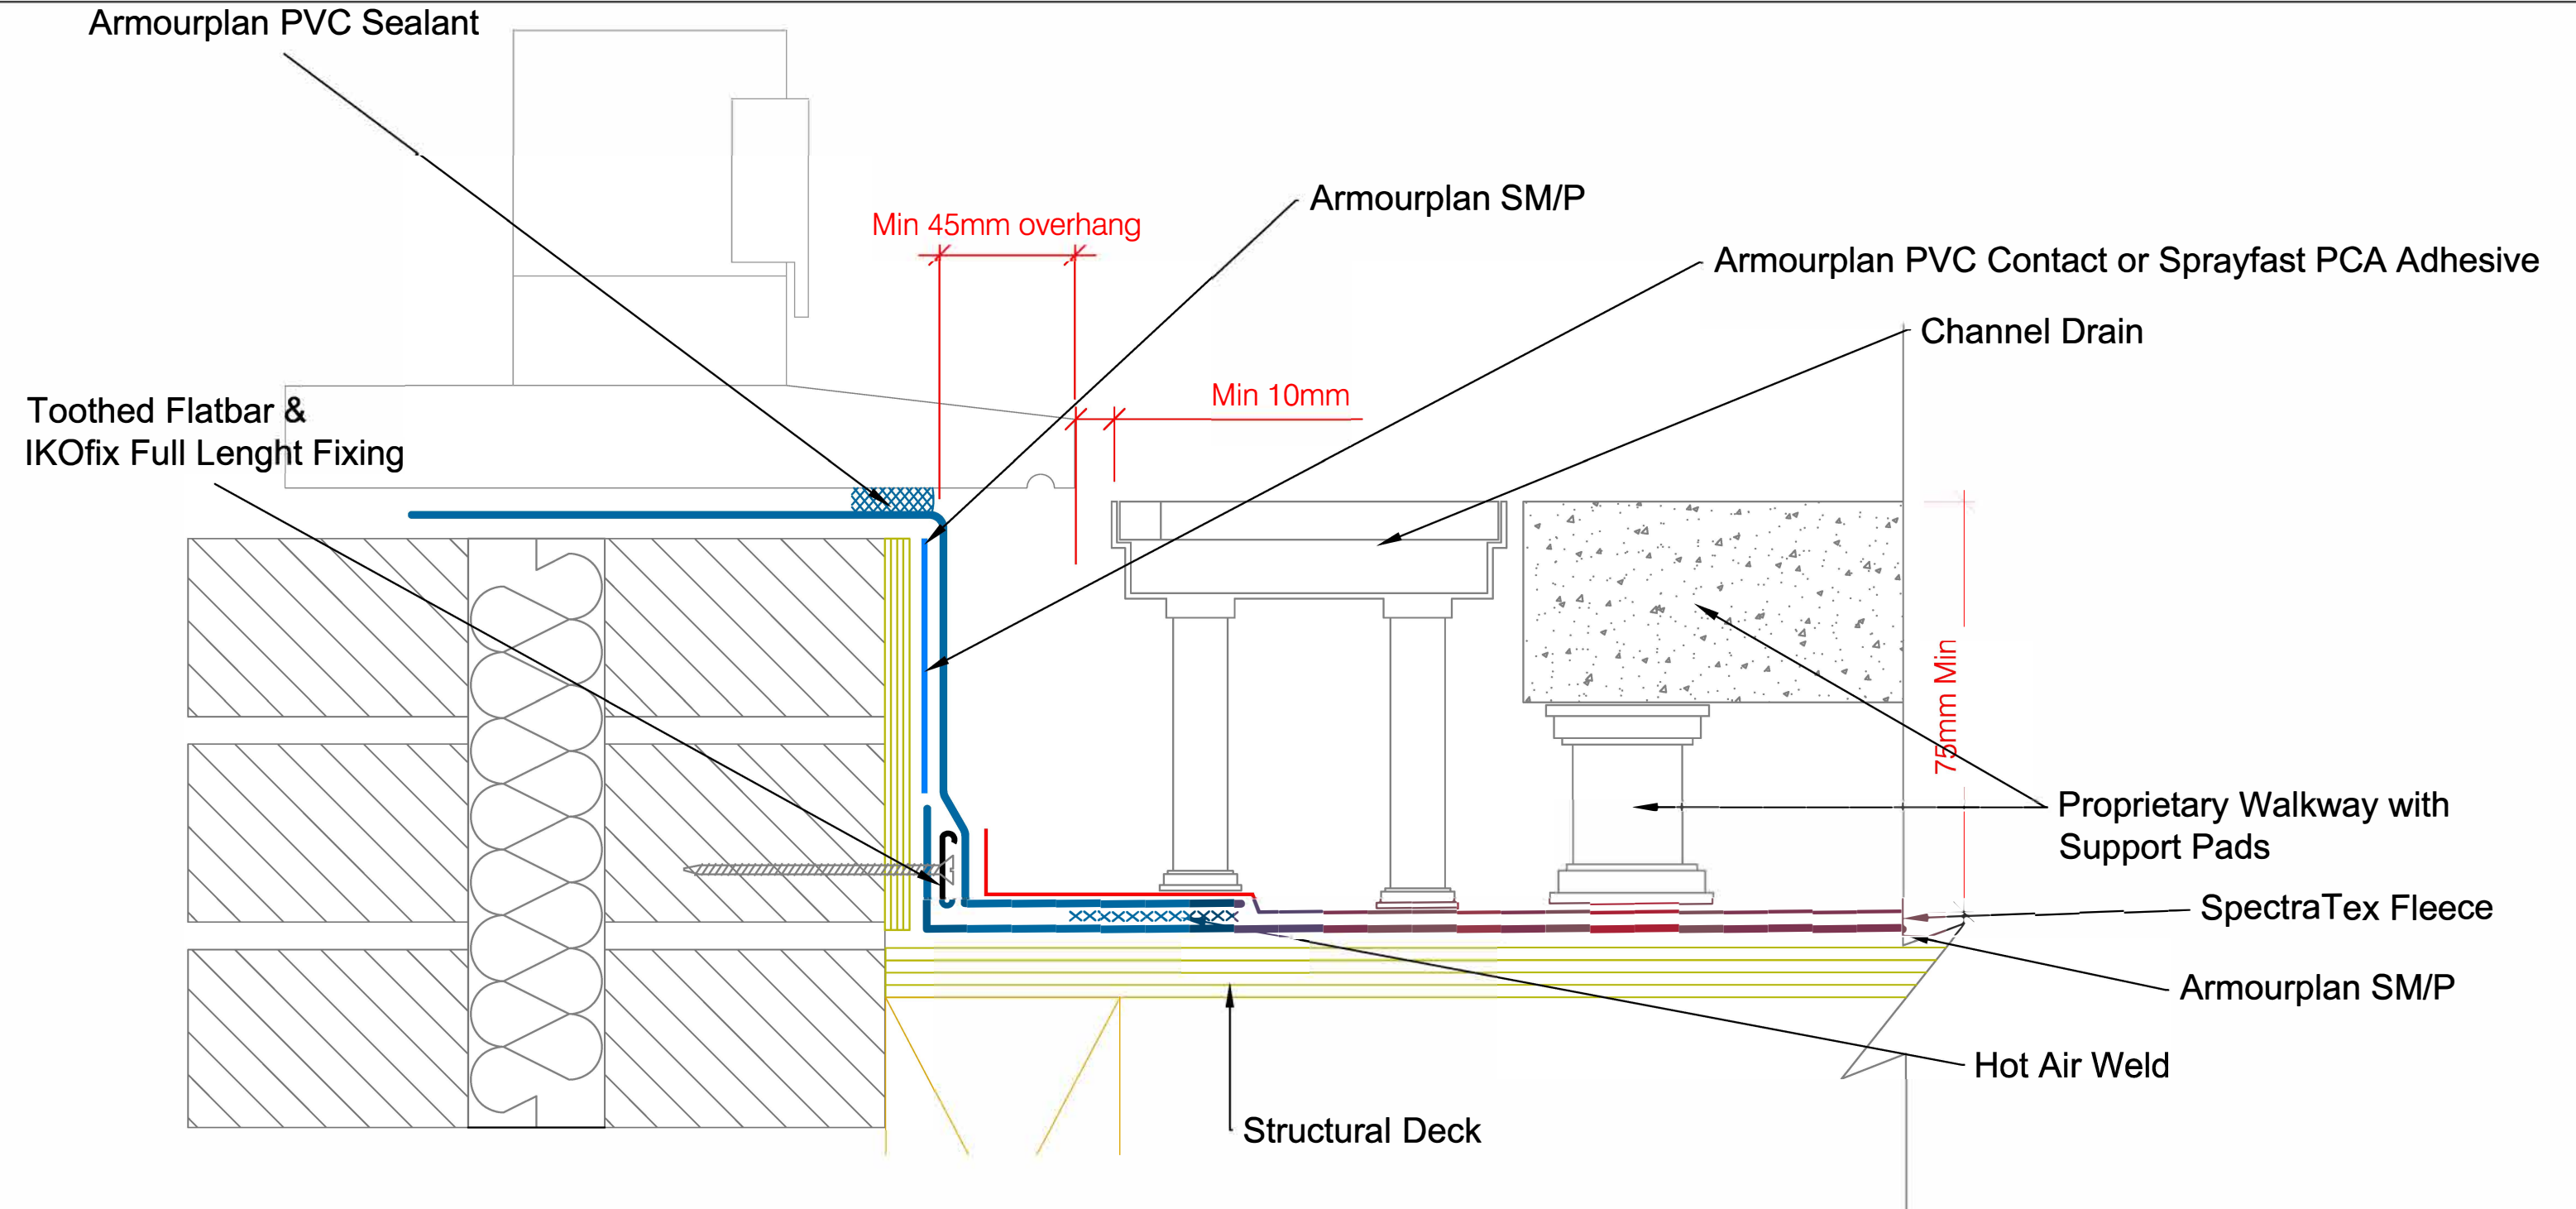 Armourplan PVC Sealant
Armourplan SM/P
Min 45mm overhang
Armourplan PVC Contact or Sprayfast PCA Adhesive
Channel Drain
Min 10mm
Toothed Flatbar &
IKOfix Full Lenght Fixing
75mm Min
Proprietary Walkway with
Support Pads
SpectraTex Fleece
Armourplan SM/P
Hot Air Weld
Structural Deck